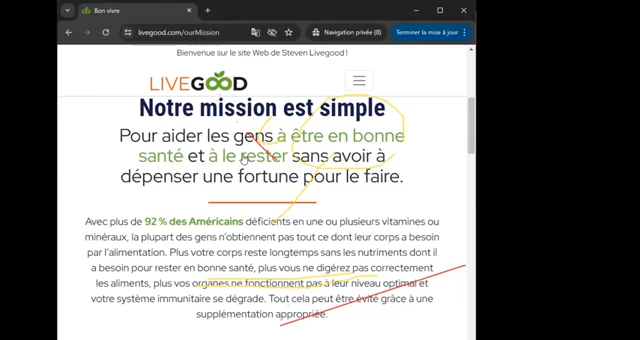 Bon vivre
livegood.com/ourMission
Navigation privée (8)
Terminer la mise à jour
Bienvenue sur le site Web de Steven Livegood !
LIVEGOOD
Notre mission est simple
Pour aider les gens à être en bonne
santé et à le rester sans avoir à
dépenser une fortune pour le faire.
Avec plus de 92 % des Américains déficients en une ou plusieurs vitamines ou
minéraux, la plupart des gens n'obtiennent pas tout ce dont leur corps a besoin
par l'alimentation. Plus votre corps reste longtemps sans les nutriments dont il
a besoin pour rester en bonne santé, plus vous ne digérez pas correctement
les aliments, plus vos organes ne fonctionnent pas à leur niveau optimal et
votre système immunitaire se dégrade. Tout cela peut être évité grâce à une
supplémentation appropriée.